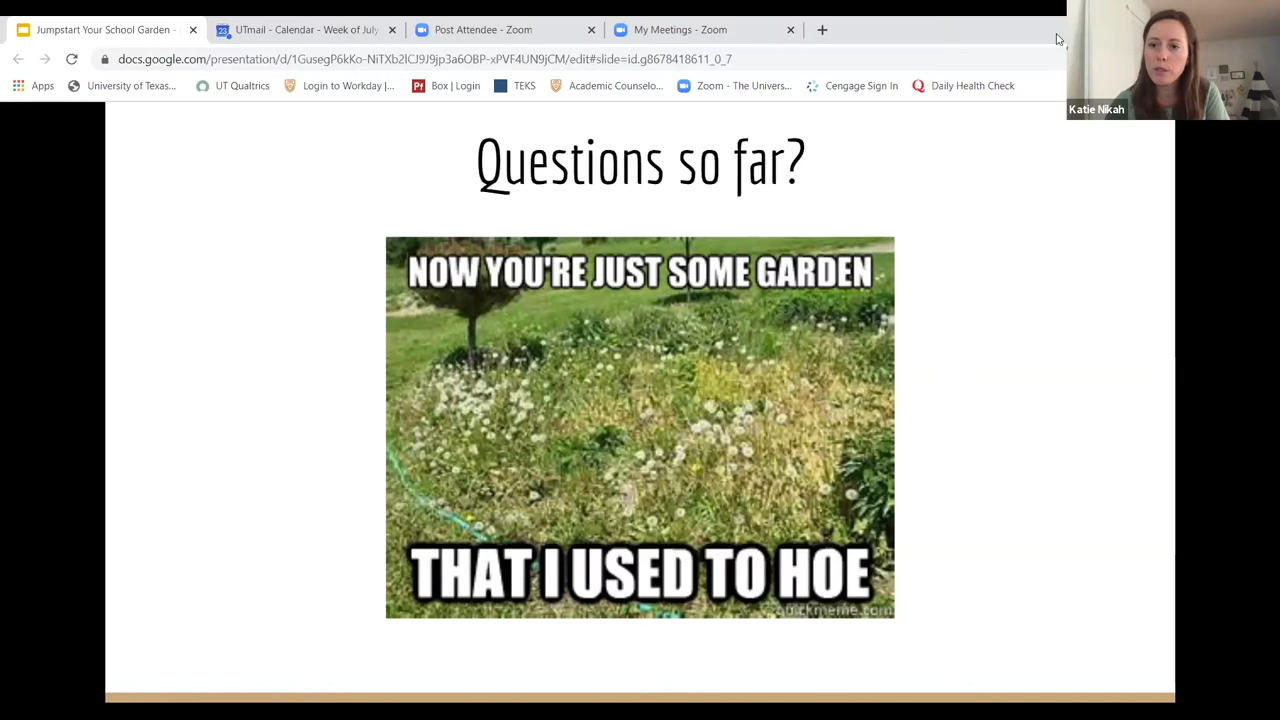 Jumpstart Your School Garden -
UTmail - Calendar - Week of July
Post Attendee - Zoom
My Meetings - Zoom
docs.google.com/presentation/d/1GusegP6kKo-NiTXb2lCJ9J9jp3a6OBP-xPVF4UN9jCM/edit#slide=id.g8678418611_0_7
Apps
University of Texas...
UT Qualtrics
Login to Workday |...
Box | Login
TEKS
Academic Counselo...
Zoom - The Univers...
Cengage Sign In
Daily Health Check
Katie Nikah
Questions so far?
NOW YOU'RE JUST SOME GARDEN
THAT I USED TO HOE
quickmeme.com